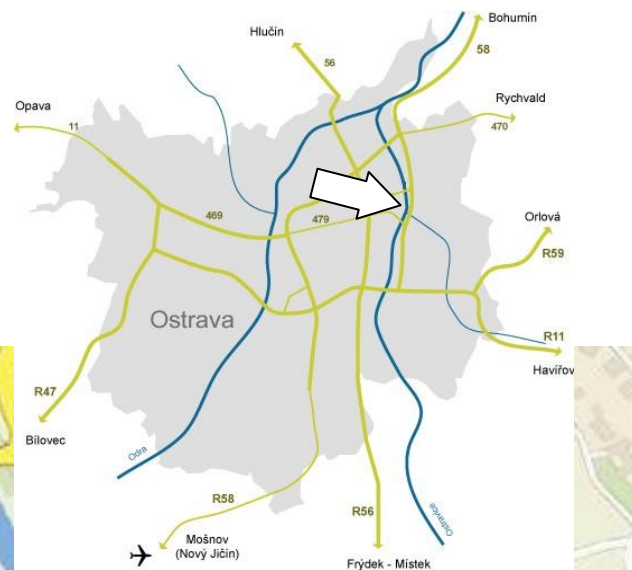 Bohumín
Hlučín
58
56
Rychvald
Opava
470
11
Orlová
469
479
R59
Ostrava
R11
Havířov
R47
Bílovec
Odra
R58
R56
Ostravice
Mošnov
(Nový Jičín)
Frýdek - Místek